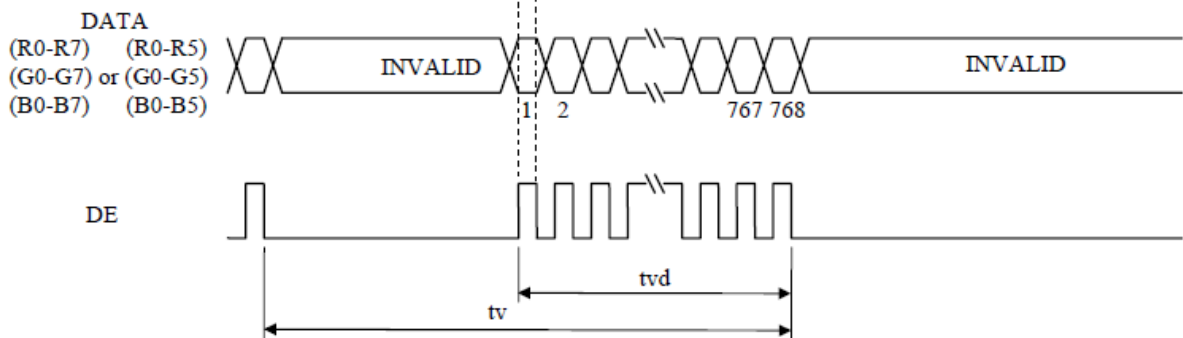 DATA
(R0-R7) (R0-R5)
(G0-G7) or (G0-G5)
(B0-B7) (B0-B5)
INVALID
INVALID
1 2 767 768
DE
tvd
tv